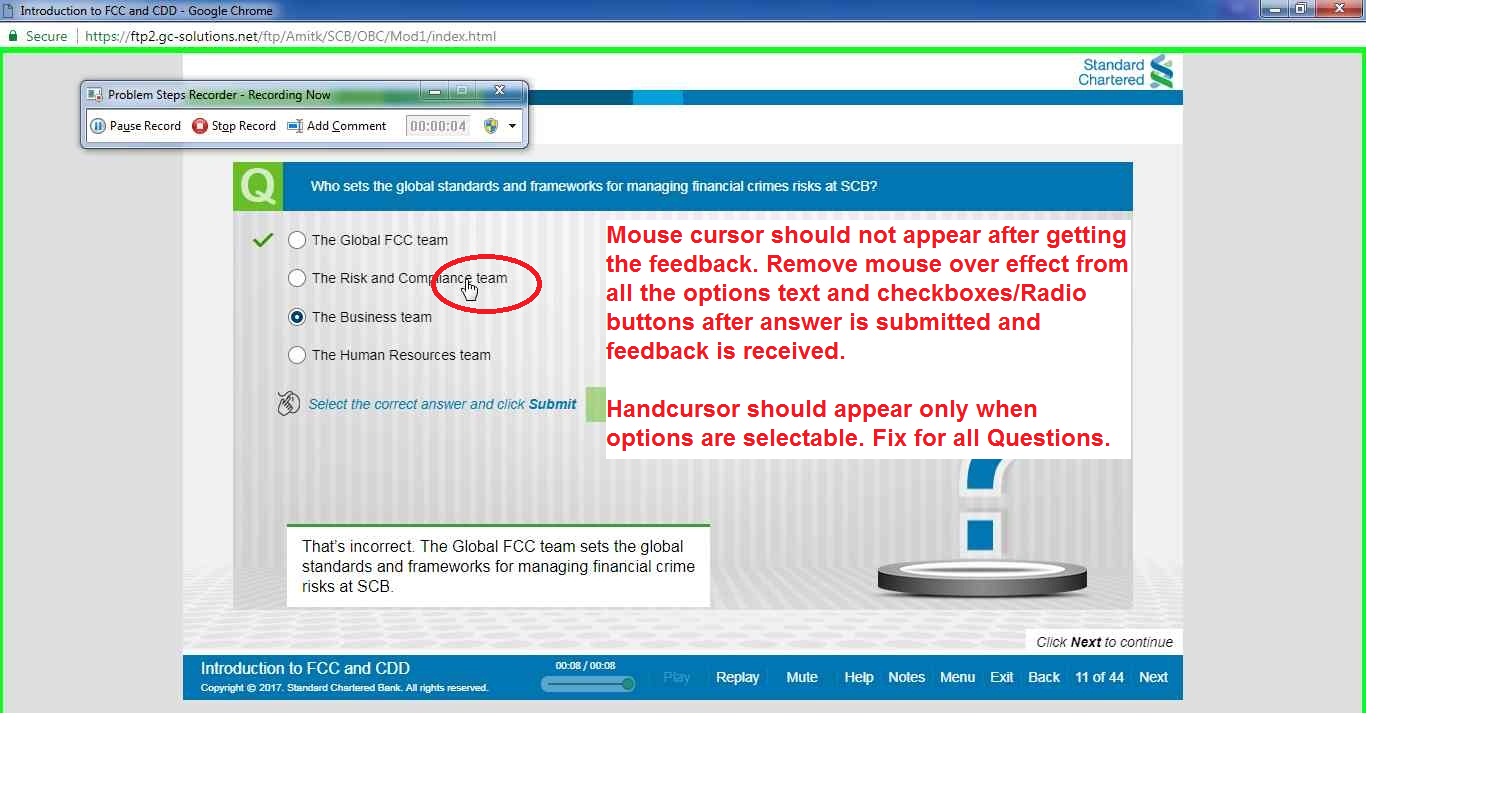 Introduction to FCC and CDD - Google Chrome
Secure https://ftp2.gc-solutions.net/ftp/Amitk/SCB/OBC/Mod1/index.html
Standard
Chartered
Problem Steps Recorder - Recording Now
Pause Record Stop Record Add Comment 00:00:04
Q Who sets the global standards and frameworks for managing financial crimes risks at SCB?
The Global FCC team
The Risk and Compliance team
The Business team
The Human Resources team
Select the correct answer and click Submit
Mouse cursor should not appear after getting
the feedback. Remove mouse over effect from
all the options text and checkboxes/Radio
buttons after answer is submitted and
feedback is received.
Handcursor should appear only when
options are selectable. Fix for all Questions.
That's incorrect. The Global FCC team sets the global
standards and frameworks for managing financial crime
risks at SCB.
Click Next to continue
Introduction to FCC and CDD
Copyright © 2017. Standard Chartered Bank. All rights reserved.
00:08 / 00:08
Play Replay Mute Help Notes Menu Exit Back 11 of 44 Next